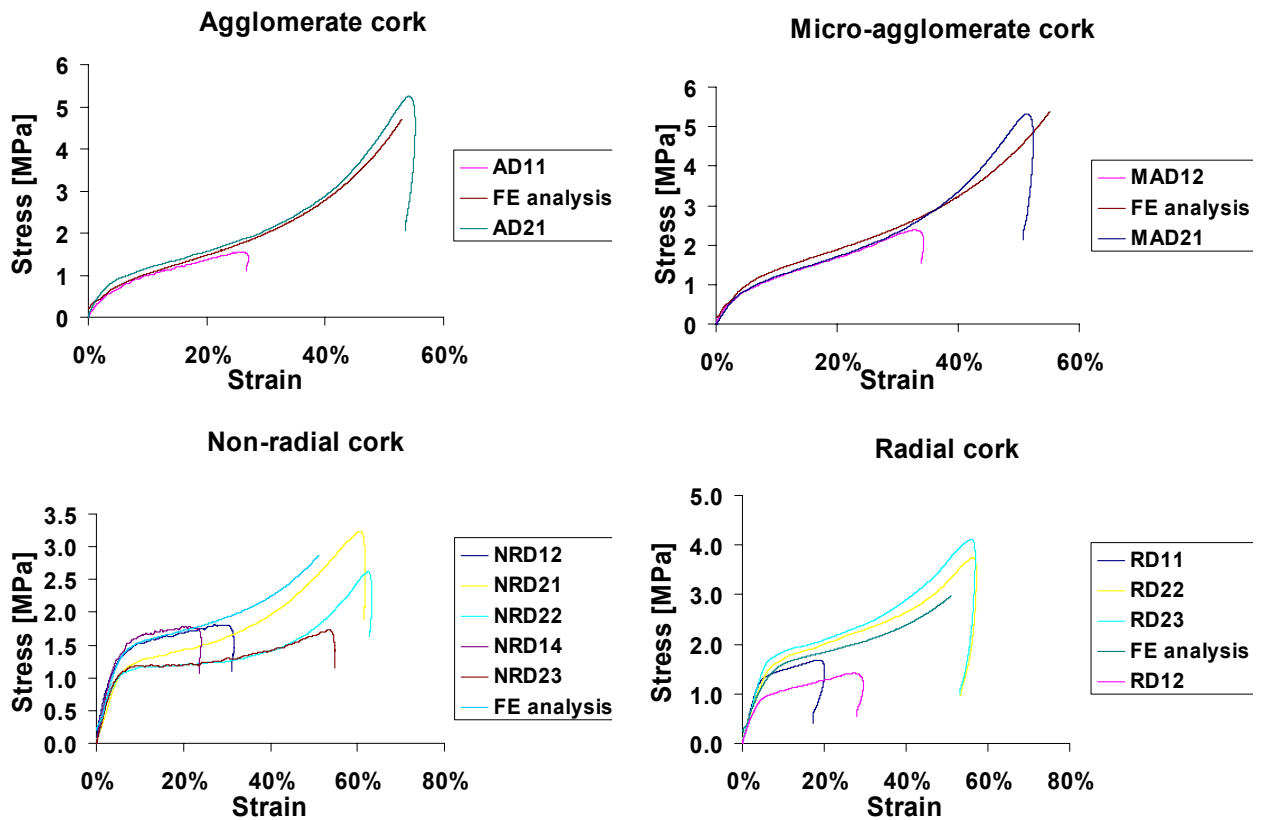 Agglomerate cork
Stress [MPa]
6
5
4
3
2
1
0
0% 20% 40% 60%
Strain
AD11
FE analysis
AD21
Micro-agglomerate cork
Stress [MPa]
6
5
4
3
2
1
0
0% 20% 40% 60%
Strain
MAD12
FE analysis
MAD21
Non-radial cork
Stress [MPa]
3.5
3.0
2.5
2.0
1.5
1.0
0.5
0.0
0% 20% 40% 60% 80%
Strain
NRD12
NRD21
NRD22
NRD14
NRD23
FE analysis
Radial cork
Stress [MPa]
5.0
4.0
3.0
2.0
1.0
0.0
0% 20% 40% 60% 80%
Strain
RD11
RD22
RD23
FE analysis
RD12